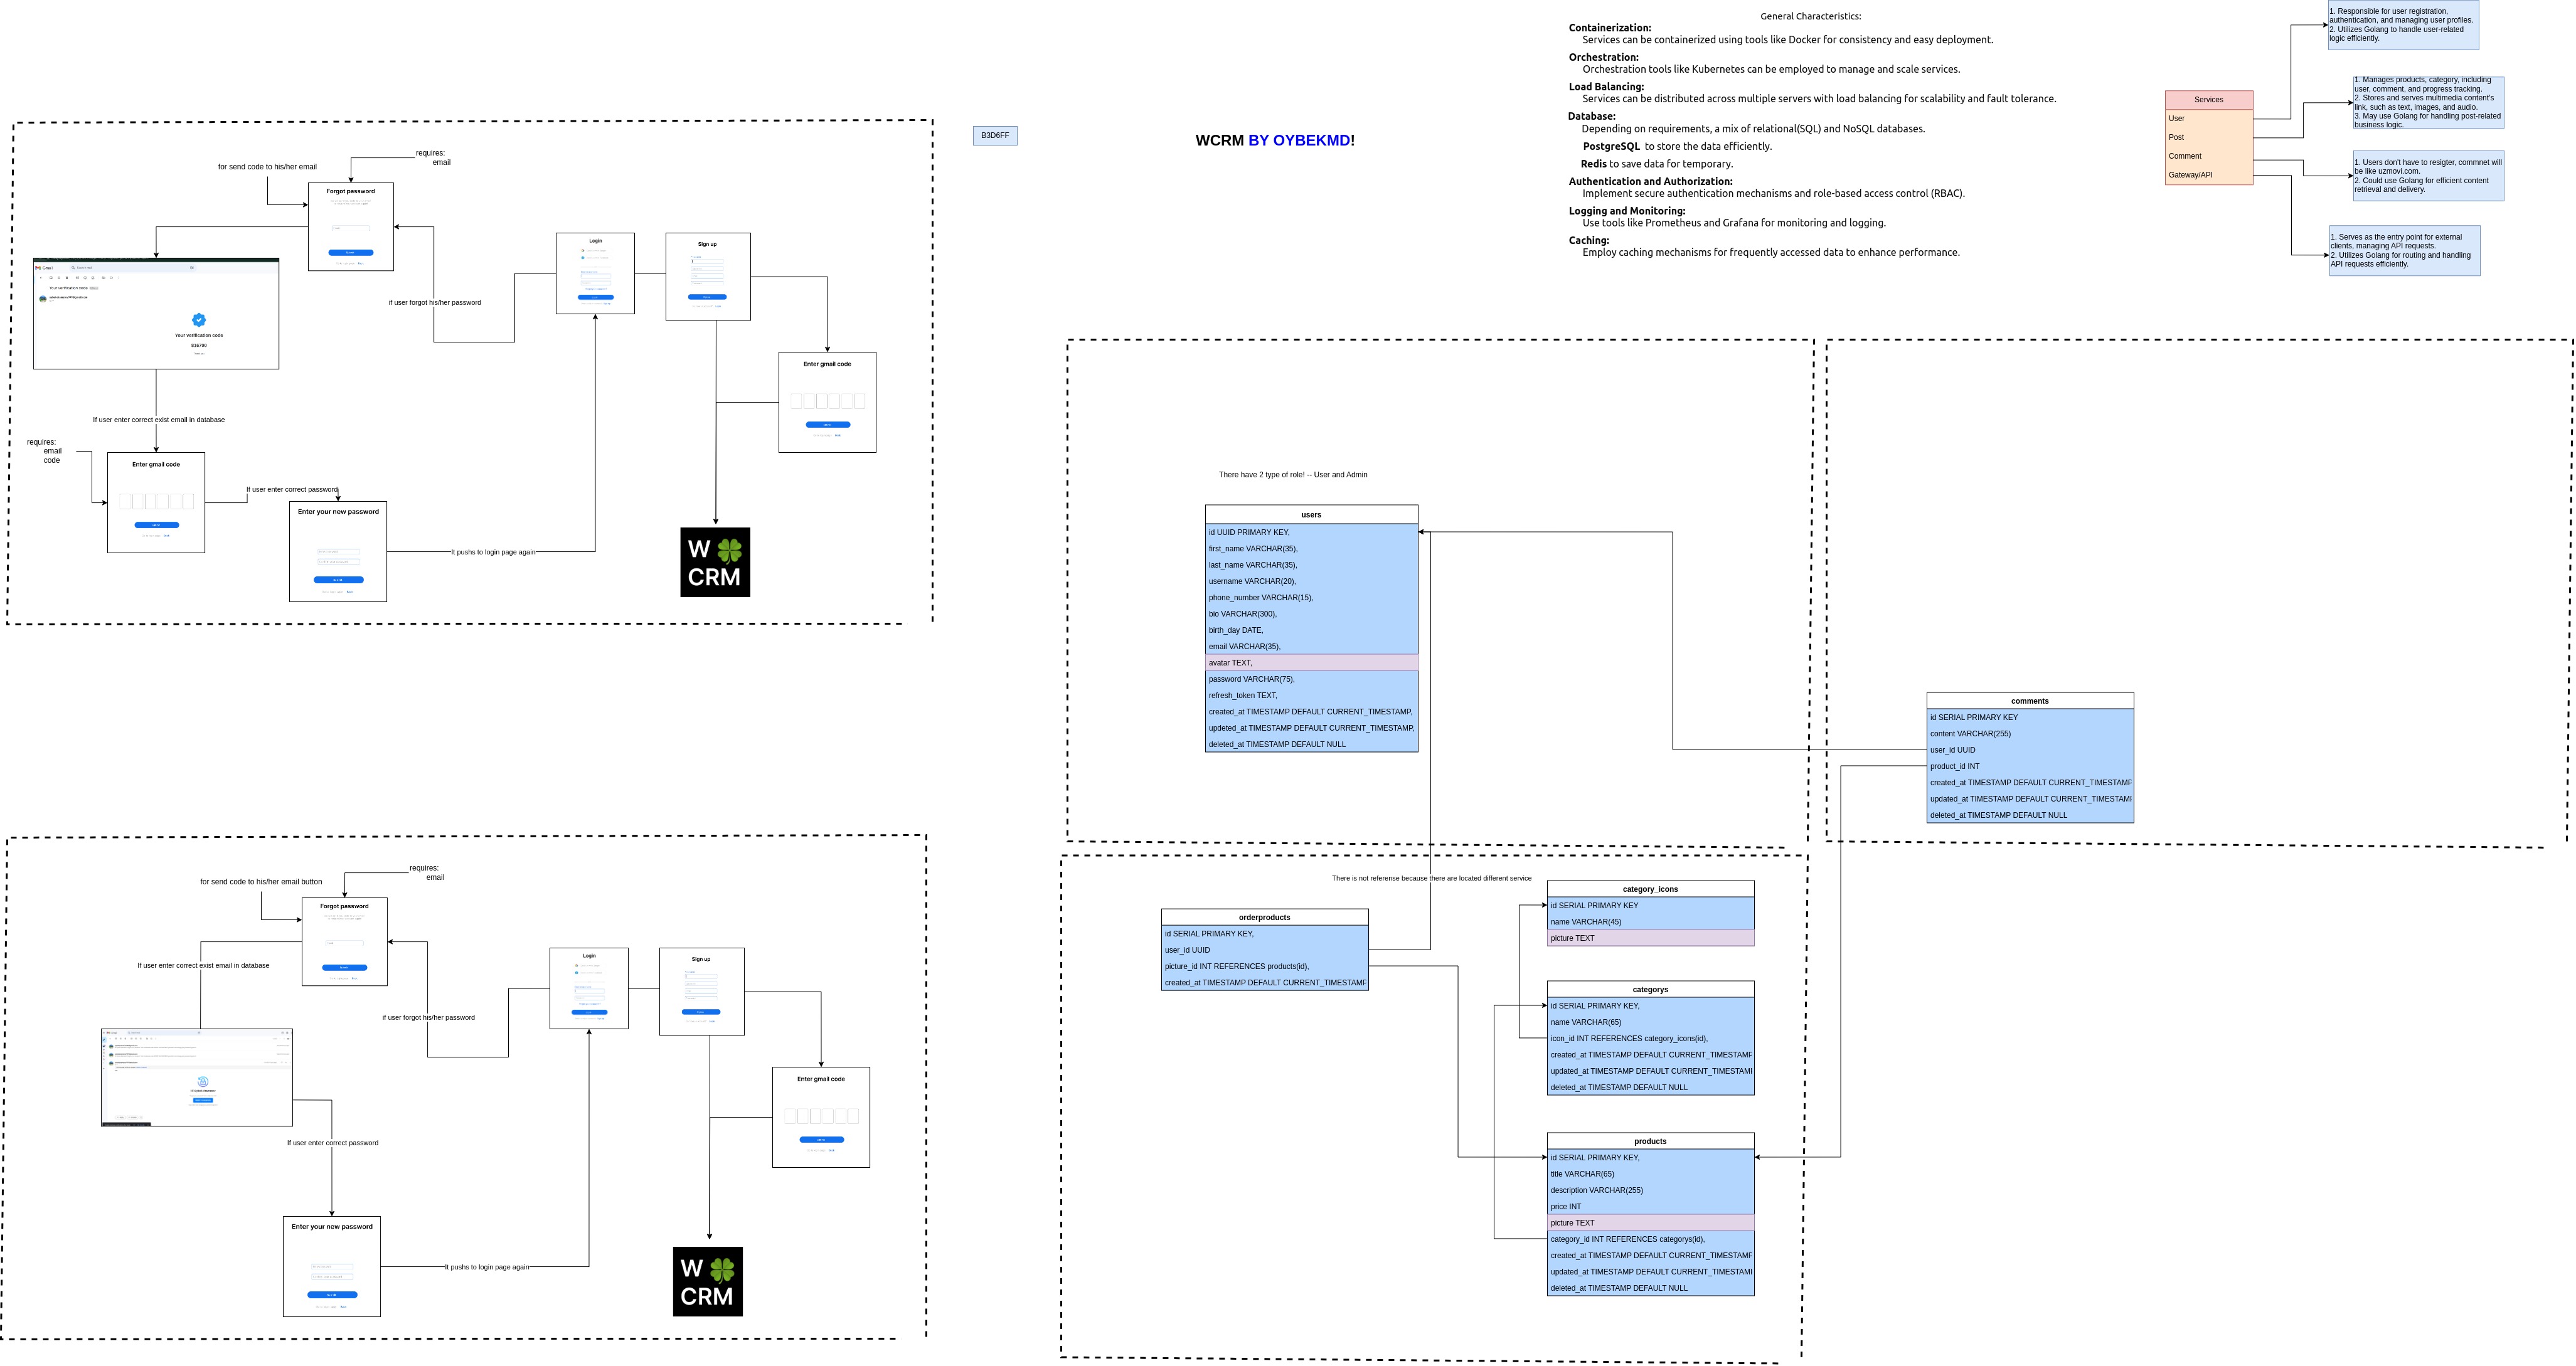 General Characteristics:
Containerization:
Services can be containerized using tools like Docker for consistency and easy deployment.
Orchestration:
Orchestration tools like Kubernetes can be employed to manage and scale services.
Load Balancing:
Services can be distributed across multiple servers with load balancing for scalability and fault tolerance.
Database:
Depending on requirements, a mix of relational(SQL) and NoSQL databases.
PostgreSQL to store the data efficiently.
Redis to save data for temporary.
Authentication and Authorization:
Implement secure authentication mechanisms and role-based access control (RBAC).
Logging and Monitoring:
Use tools like Prometheus and Grafana for monitoring and logging.
Caching:
Employ caching mechanisms for frequently accessed data to enhance performance.
Services
User
Post
Comment
Gateway/API
1. Responsible for user registration,
authentication, and managing user profiles.
2. Utilizes Golang to handle user-related
logic efficiently.
1. Manages products, category, including
user, comment, and progress tracking.
2. Stores and serves multimedia content's
link, such as text, images, and audio.
3. May use Golang for handling post-related
business logic.
1. Users don't have to resigter, commnet will
be like uzmovi.com.
2. Could use Golang for efficient content
retrieval and delivery.
1. Serves as the entry point for external
clients, managing API requests.
2. Utilizes Golang for routing and handling
API requests efficiently.
B3D6FF
WCRM BY OYBEKMD!
requires:
email
for send code to his/her email
Forgot password
Login
Sign up
if user forgot his/her password
Gmail
Your verification code
Your verification code
816790
Enter gmail code
If user enter correct exist email in database
requires:
email
code
Enter gmail code
If user enter correct password
Enter your new password
It pushs to login page again
W
CRM
There have 2 type of role! -- User and Admin
users
id UUID PRIMARY KEY,
first_name VARCHAR(35),
last_name VARCHAR(35),
username VARCHAR(20),
phone_number VARCHAR(15),
bio VARCHAR(300),
birth_day DATE,
email VARCHAR(35),
avatar TEXT,
password VARCHAR(75),
refresh_token TEXT,
created_at TIMESTAMP DEFAULT CURRENT_TIMESTAMP,
updeted_at TIMESTAMP DEFAULT CURRENT_TIMESTAMP,
deleted_at TIMESTAMP DEFAULT NULL
comments
id SERIAL PRIMARY KEY
content VARCHAR(255)
user_id UUID
product_id INT
created_at TIMESTAMP DEFAULT CURRENT_TIMESTAMP
updated_at TIMESTAMP DEFAULT CURRENT_TIMESTAM
deleted_at TIMESTAMP DEFAULT NULL
requires:
email
for send code to his/her email button
Forgot password
If user enter correct exist email in database
Login
Sign up
if user forgot his/her password
Enter gmail code
If user enter correct password
Enter your new password
It pushs to login page again
W
CRM
There is not referense because there are located different service
orderproducts
id SERIAL PRIMARY KEY,
user_id UUID
picture_id INT REFERENCES products(id),
created_at TIMESTAMP DEFAULT CURRENT_TIMESTAMP
category_icons
id SERIAL PRIMARY KEY
name VARCHAR(45)
picture TEXT
categorys
id SERIAL PRIMARY KEY,
name VARCHAR(65)
icon_id INT REFERENCES category_icons(id),
created_at TIMESTAMP DEFAULT CURRENT_TIMESTAMP
updated_at TIMESTAMP DEFAULT CURRENT_TIMESTAM
deleted_at TIMESTAMP DEFAULT NULL
products
id SERIAL PRIMARY KEY,
title VARCHAR(65)
description VARCHAR(255)
price INT
picture TEXT
category_id INT REFERENCES categorys(id),
created_at TIMESTAMP DEFAULT CURRENT_TIMESTAMP
updated_at TIMESTAMP DEFAULT CURRENT_TIMESTAM
deleted_at TIMESTAMP DEFAULT NULL